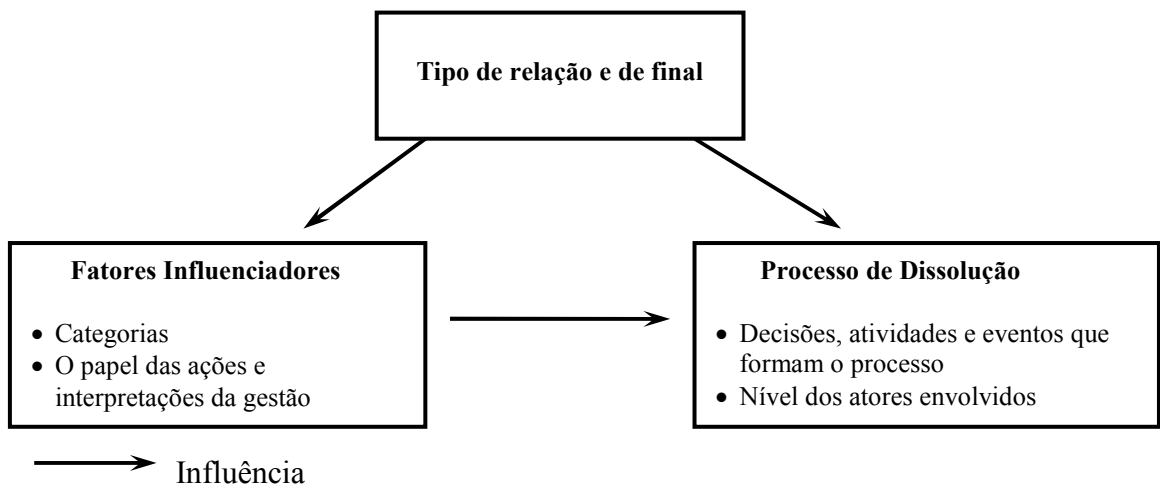 Tipo de relação e de final
Fatores Influenciadores
• Categorias
• O papel das ações e
interpretações da gestão
Processo de Dissolução
• Decisões, atividades e eventos que
formam o processo
• Nível dos atores envolvidos
Influência